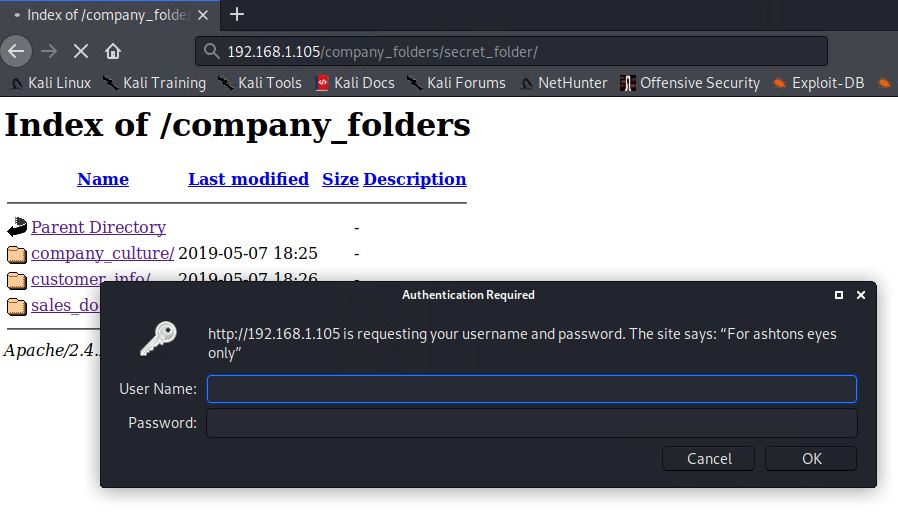 Index of /company_folde
192.168.1.105/company_folders/secret_folder/
Kali Linux Kali Training Kali Tools Kali Docs Kali Forums NetHunter Offensive Security Exploit-DB
Index of /company_folders
Name Last modified Size Description
Parent Directory -
company_culture/ 2019-05-07 18:25 -
customer_info/ 2019-05-07 18:26 -
sales_do
Apache/2.4.
Authentication Required
http://192.168.1.105 is requesting your username and password. The site says: “For ashtons eyes
only”
User Name:
Password:
Cancel OK